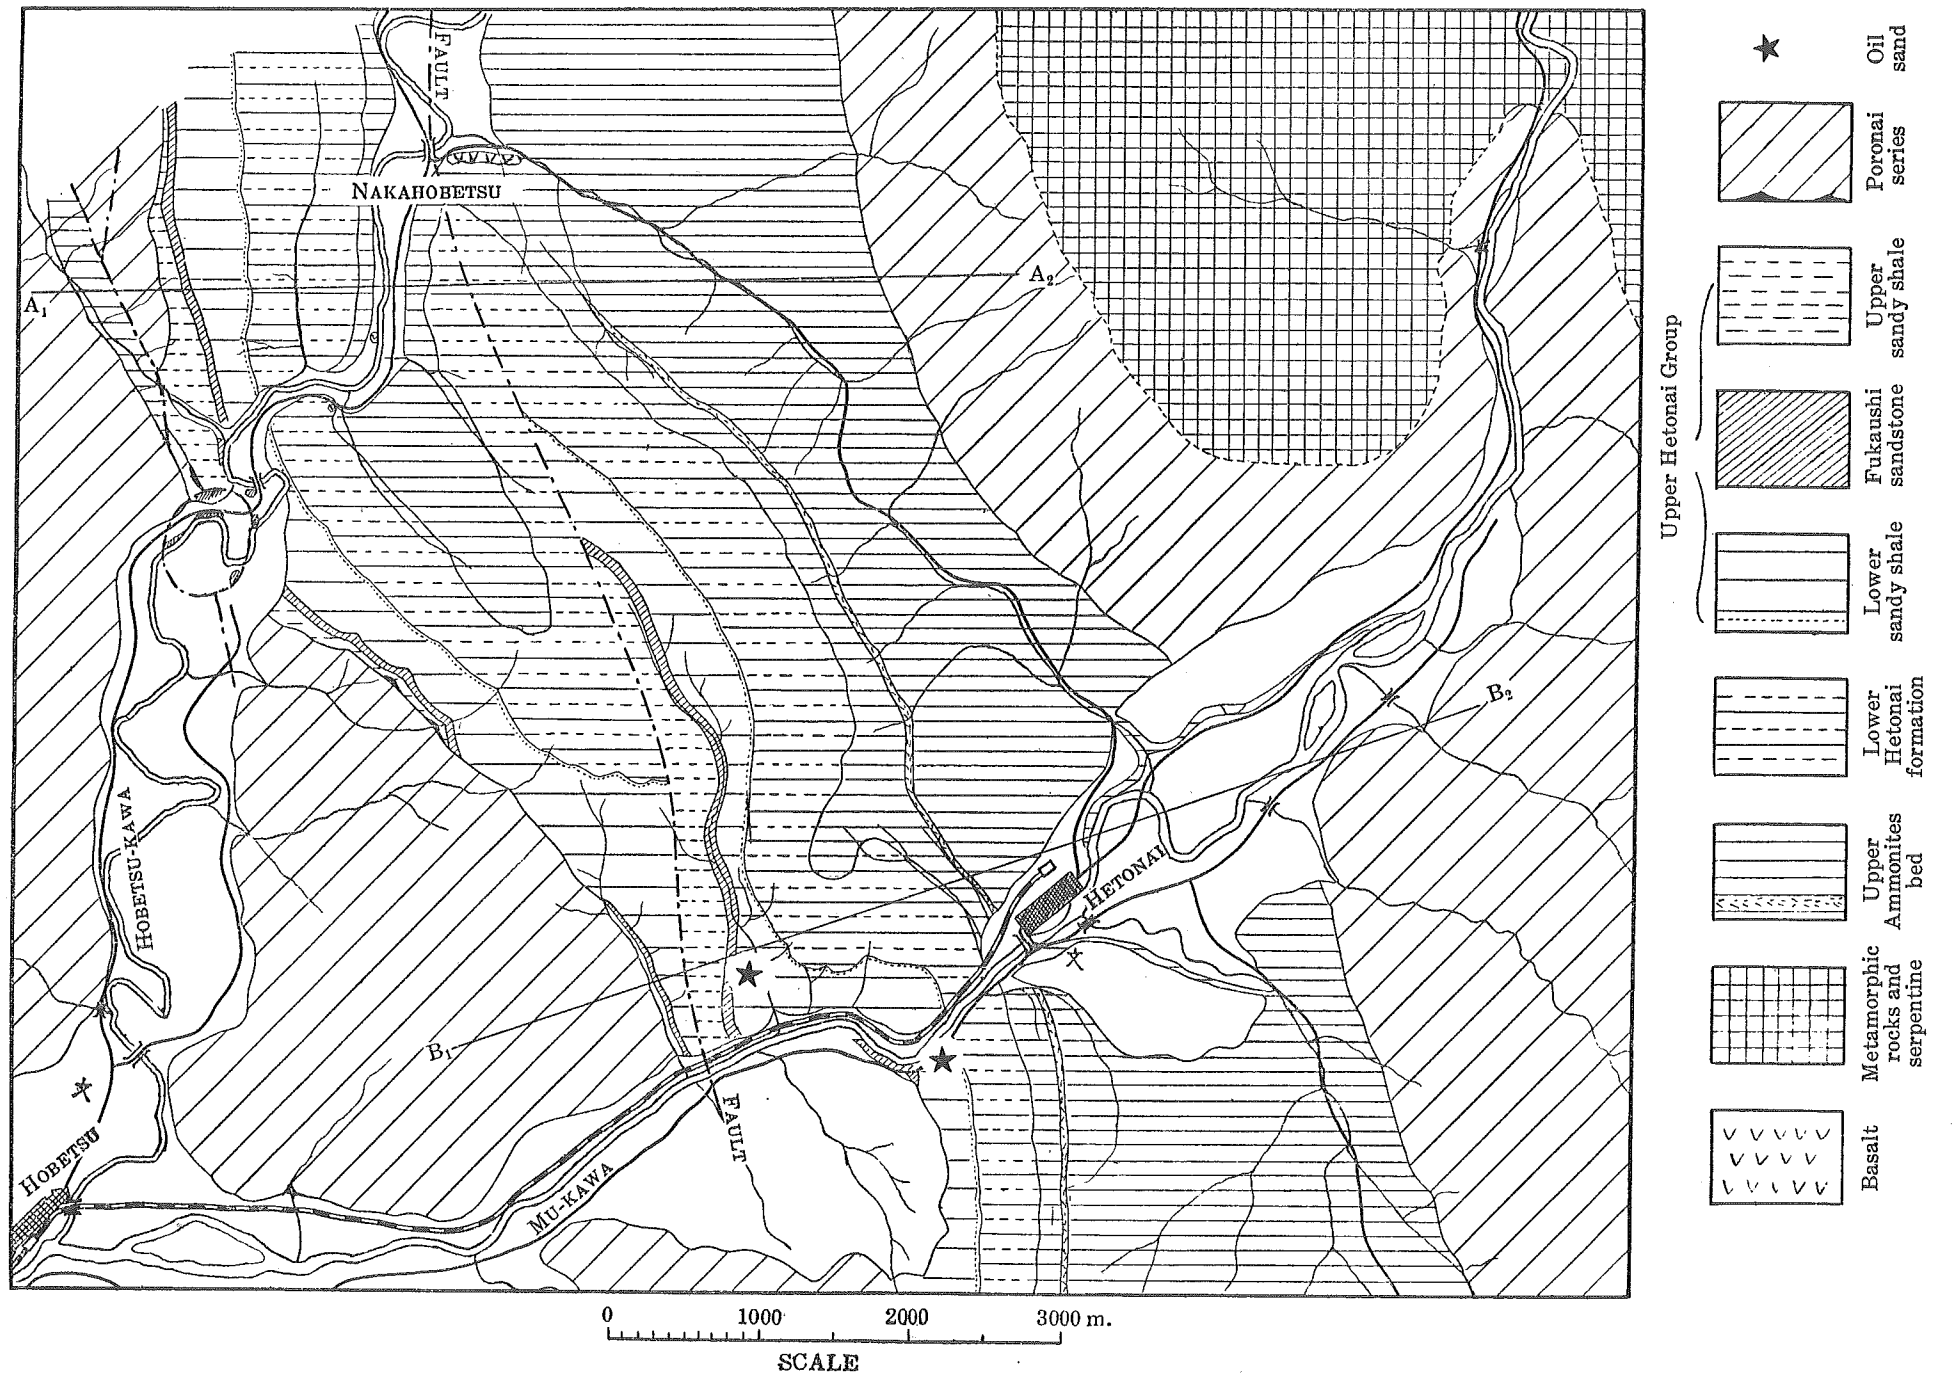 FAULT
NAKAHOBETSU
A₁
A₂
B₂
HOBETSU-KAWA
HETONAI
B₁
FAULT
HOBETSU
MU-KAWA
0 1000 2000 3000 m.
SCALE
Oil
sand
Poronai
series
Upper Hetonai Group
Upper
sandy shale
Fukaushi
sandstone
Lower
sandy shale
Lower
Hetonai
formation
Upper
Ammonites
bed
Metamorphic
rocks and
serpentine
Basalt